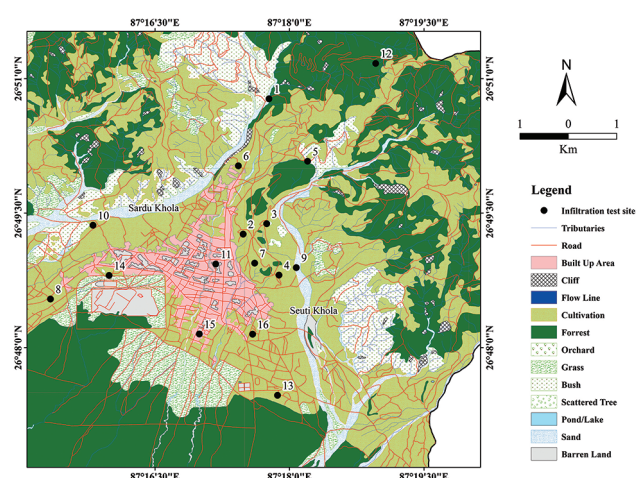 87°16'30"E 87°18'0"E 87°19'30"E
26°51'0"N
26°49'30"N
26°48'0"N
12
1
5
6
3
10
2
7
4
9
11
14
8
15
16
13
Sardu Khola
Seuti Khola
26°51'0"N
26°49'30"N
26°48'0"N
87°16'30"E 87°18'0"E 87°19'30"E
N
1 0 1
Km
Legend
Infiltration test site
Tributaries
Road
Built Up Area
Cliff
Flow Line
Cultivation
Forrest
Orchard
Grass
Bush
Scattered Tree
Pond/Lake
Sand
Barren Land